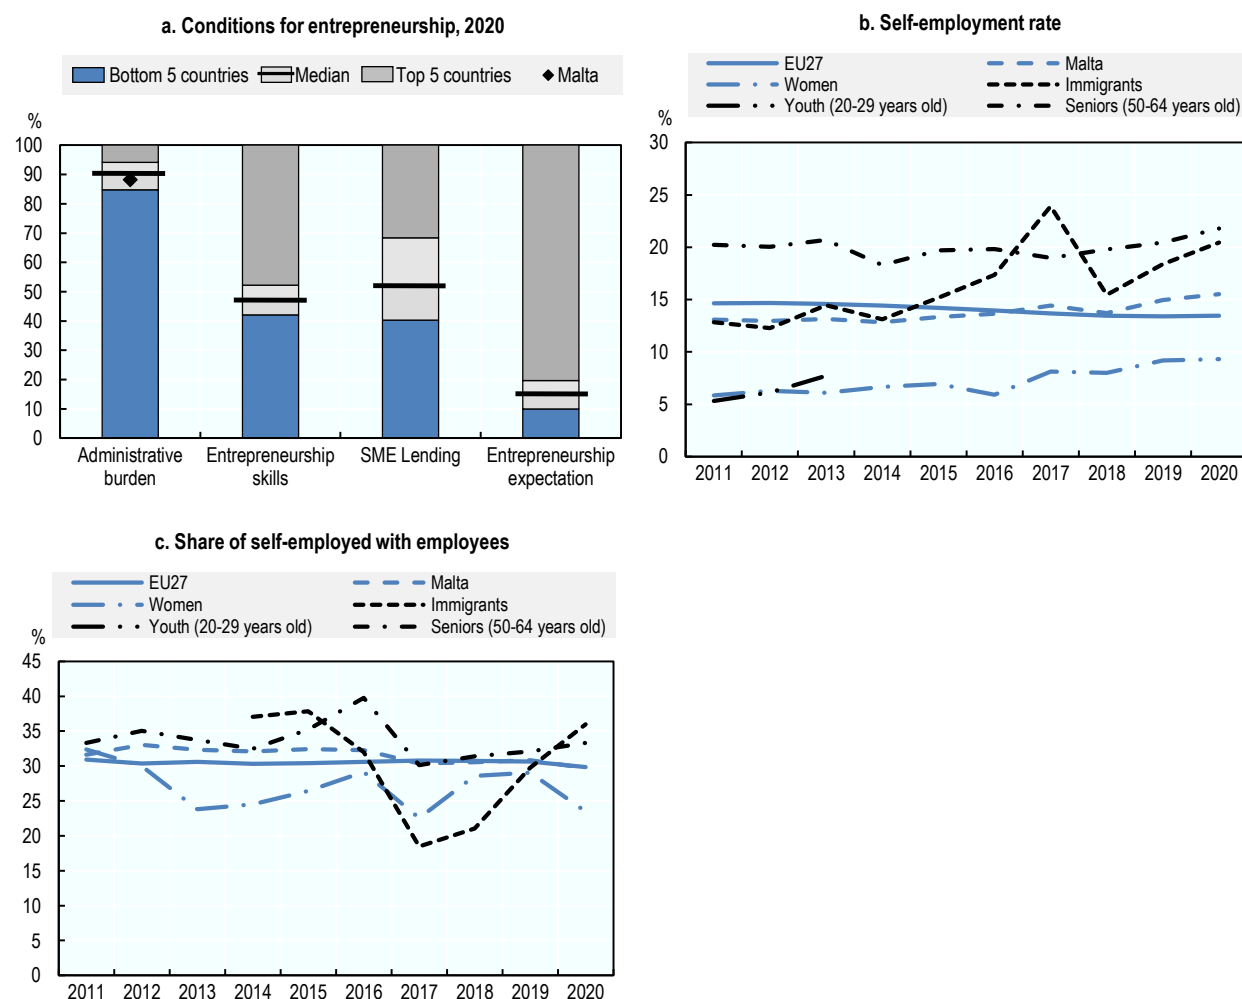 a. Conditions for entrepreneurship, 2020
Bottom 5 countries Median Top 5 countries Malta
%
100
90
80
70
60
50
40
30
20
10
0
Administrative burden
Entrepreneurship skills
SME Lending
Entrepreneurship expectation
b. Self-employment rate
EU27 Malta
Women Immigrants
Youth (20-29 years old) Seniors (50-64 years old)
%
30
25
20
15
10
5
0
2011 2012 2013 2014 2015 2016 2017 2018 2019 2020
c. Share of self-employed with employees
EU27 Malta
Women Immigrants
Youth (20-29 years old) Seniors (50-64 years old)
%
45
40
35
30
25
20
15
10
5
0
2011 2012 2013 2014 2015 2016 2017 2018 2019 2020